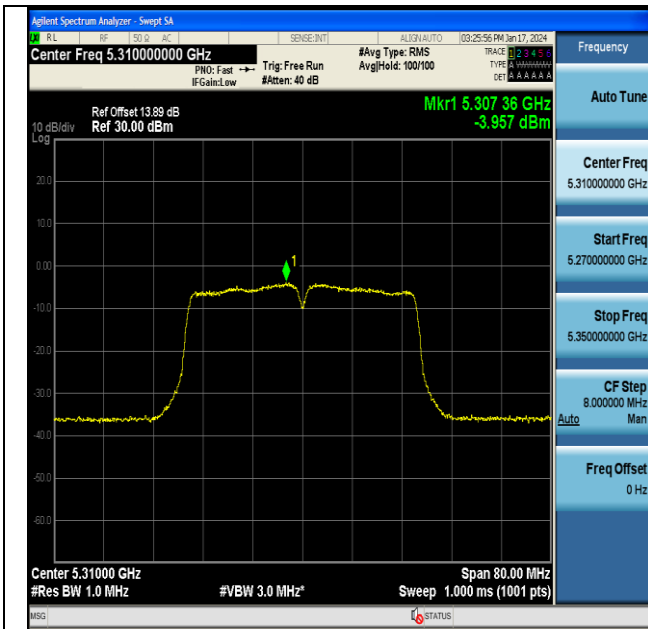 Agilent Spectrum Analyzer - Swept SA
LXI RL RF 50 Ω AC SENSE:INT ALIGN AUTO 03:25:56 PM Jan 17, 2024
Center Freq 5.310000000 GHz
PNO: Fast
IFGain:Low
Trig: Free Run
#Atten: 40 dB
#Avg Type: RMS
Avg|Hold: 100/100
TRACE 1 2 3 4 5 6
TYPE A
DET A A A A A A
Ref Offset 13.89 dB
Ref 30.00 dBm
10 dB/div
Log
Mkr1 5.307 36 GHz
-3.957 dBm
20.0
10.0
0.00
-10.0
-20.0
-30.0
-40.0
-50.0
-60.0
1
Center 5.31000 GHz
Span 80.00 MHz
#Res BW 1.0 MHz
#VBW 3.0 MHz*
Sweep 1.000 ms (1001 pts)
MSG
STATUS
Frequency
Auto Tune
Center Freq
5.310000000 GHz
Start Freq
5.270000000 GHz
Stop Freq
5.350000000 GHz
CF Step
8.000000 MHz
Auto Man
Freq Offset
0 Hz